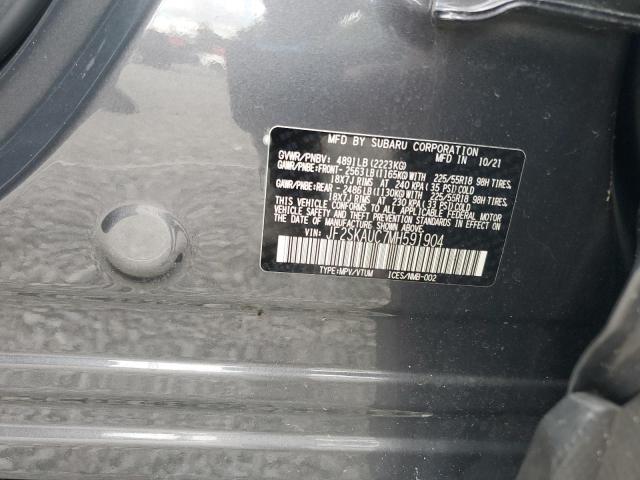 MFD BY SUBARU CORPORATION
GVWR/PNBV: 4891LB(2223KG) MFD IN 10/21
GAWR/PNBE:FRONT- 2563LB(1165KG)WITH 225/55R18 98H TIRES,
18X7J RIMS AT 240 KPA(35 PSI)COLD
GAWR/PNBE:REAR - 2486LB(1130KG)WITH 225/55R18 98H TIRES,
18X7J RIMS AT 230 KPA(33 PSI)COLD
THIS VEHICLE CONFORMS TO ALL APPLICABLE FEDERAL MOTOR
VEHICLE SAFETY STANDARDS IN EFFECT ON THE DATE OF
MANUFACTURE SHOWN ABOVE.
VIN: JF2SKAUC7MH591904
TYPE:MPV/VTUM ICES/NMB-002